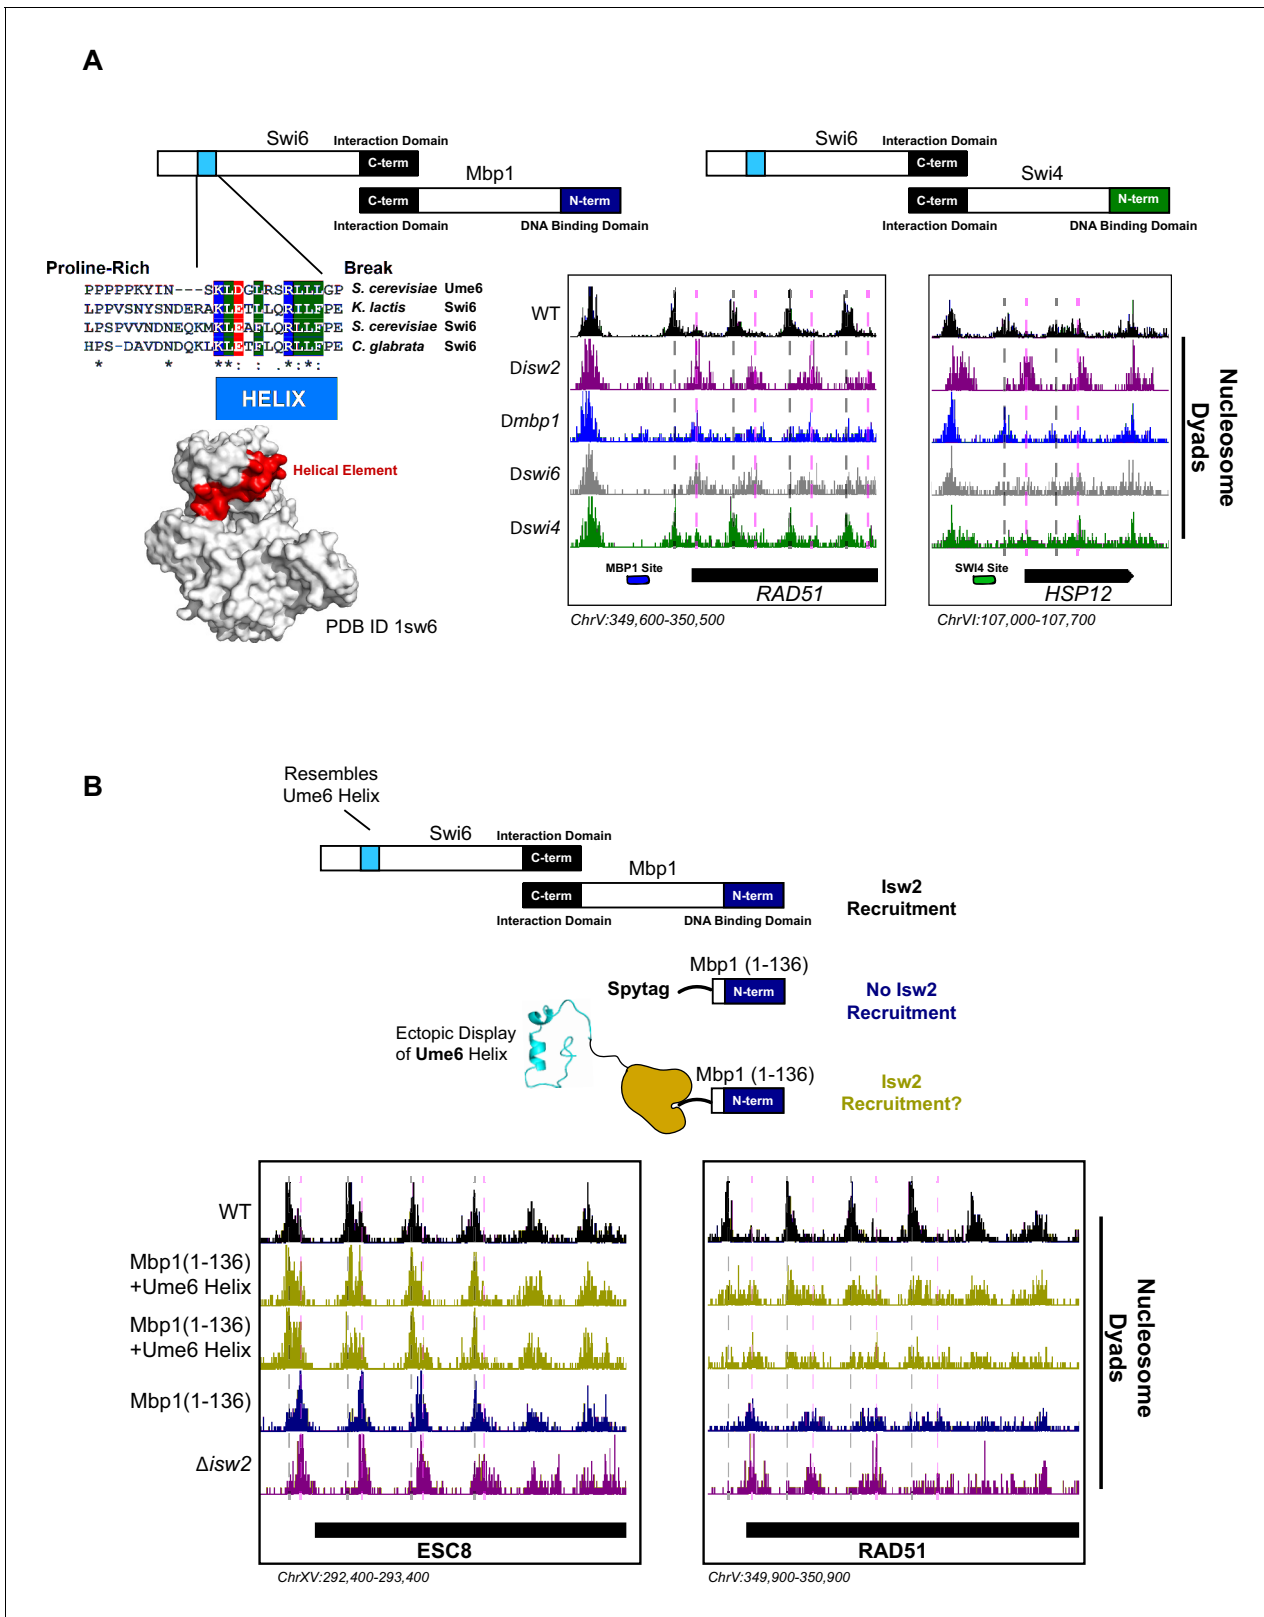 A
Swi6
Interaction Domain
C-term
Mbp1
C-term
N-term
Interaction Domain
DNA Binding Domain
Swi6
Interaction Domain
C-term
Swi4
C-term
N-term
Interaction Domain
DNA Binding Domain
Proline-Rich
Break
PPPPPKYIN---SKLDGLRSRLLLGP S. cerevisiae Ume6
LPPVSNYSNDERAKLETLLQRILFPE K. lactis Swi6
LPSPVVNDNEQKMKLEAFLQRLLFPE S. cerevisiae Swi6
HPS-DAVDNDQKLKLETFLQRLLFPE C. glabrata Swi6
* * **: : .*:*:
HELIX
Helical Element
PDB ID 1sw6
WT
Disw2
Dmbp1
Dswi6
Dswi4
MBP1 Site
RAD51
ChrV:349,600-350,500
SWI4 Site
HSP12
ChrVI:107,000-107,700
Nucleosome
Dyads
B
Resembles
Ume6 Helix
Swi6
Interaction Domain
C-term
Mbp1
C-term
N-term
Interaction Domain
DNA Binding Domain
Isw2
Recruitment
Mbp1 (1-136)
Spytag
N-term
No Isw2
Recruitment
Ectopic Display
of Ume6 Helix
Mbp1 (1-136)
N-term
Isw2
Recruitment?
WT
Mbp1(1-136)
+Ume6 Helix
Mbp1(1-136)
+Ume6 Helix
Mbp1(1-136)
Δisw2
ESC8
ChrXV:292,400-293,400
RAD51
ChrV:349,900-350,900
Nucleosome
Dyads